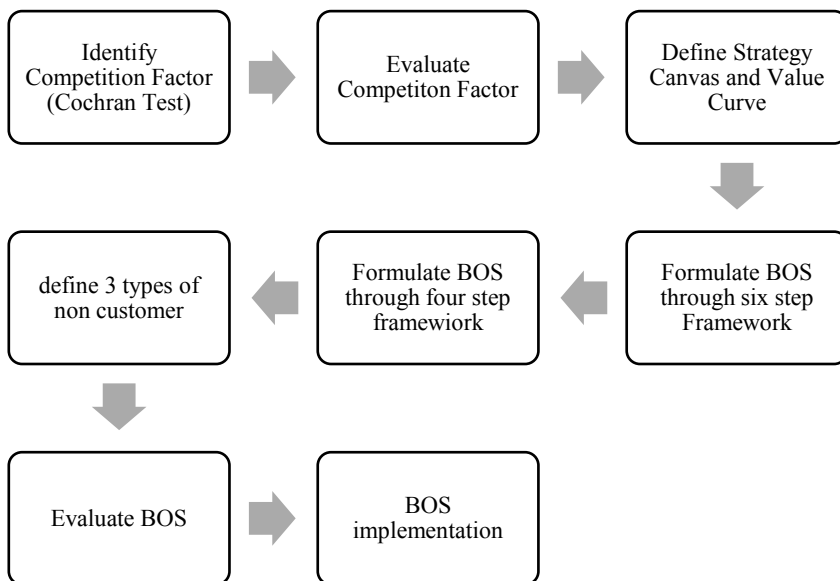 Identify
Competition Factor
(Cochran Test)
Evaluate
Competiton Factor
Define Strategy
Canvas and Value
Curve
Formulate BOS
through six step
Framework
Formulate BOS
through four step
framewiork
define 3 types of
non customer
Evaluate BOS
BOS
implementation